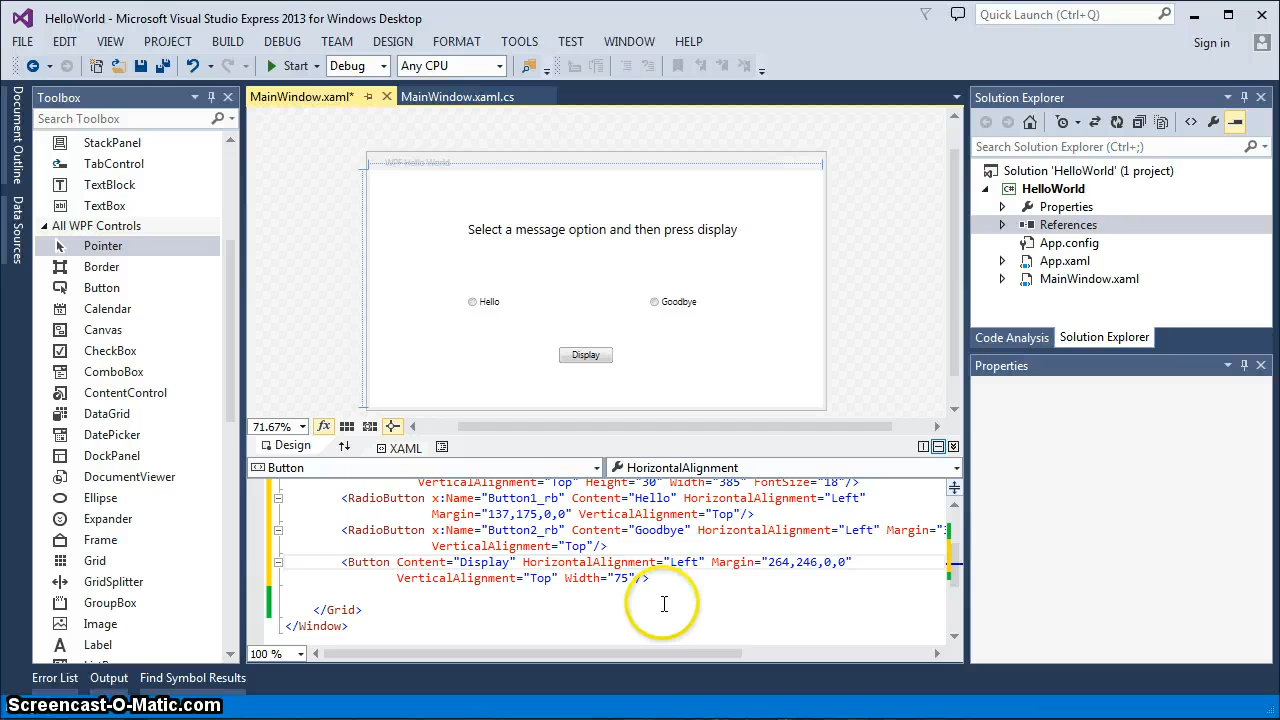 HelloWorld - Microsoft Visual Studio Express 2013 for Windows Desktop
Quick Launch (Ctrl+Q)
FILE EDIT VIEW PROJECT BUILD DEBUG TEAM FORMAT DESIGN TOOLS TEST WINDOW HELP
Sign in
Start Debug Any CPU
Document Outline
Data Sources
Toolbox
Search Toolbox
StackPanel
TabControl
TextBlock
TextBox
All WPF Controls
Pointer
Border
Button
Calendar
Canvas
CheckBox
ComboBox
ContentControl
DataGrid
DatePicker
DockPanel
DocumentViewer
Ellipse
Expander
Frame
Grid
GridSplitter
GroupBox
Image
Label
MainWindow.xaml* MainWindow.xaml.cs
WPF Hello World
Select a message option and then press display
Hello Goodbye
Display
71.67% fx
Design XAML
Button HorizontalAlignment
VerticalAlignment="Top" Height="30" Width="385" FontSize="18"/>
<RadioButton x:Name="Button1_rb" Content="Hello" HorizontalAlignment="Left"
Margin="137,175,0,0" VerticalAlignment="Top"/>
<RadioButton x:Name="Button2_rb" Content="Goodbye" HorizontalAlignment="Left" Margin="
VerticalAlignment="Top"/>
<Button Content="Display" HorizontalAlignment="Left" Margin="264,246,0,0"
VerticalAlignment="Top" Width="75"/>
</Grid>
</Window>
100 %
Solution Explorer
Search Solution Explorer (Ctrl+;)
Solution 'HelloWorld' (1 project)
C# HelloWorld
Properties
References
App.config
App.xaml
MainWindow.xaml
Code Analysis Solution Explorer
Properties
Error List Output Find Symbol Results
Screencast-O-Matic.com